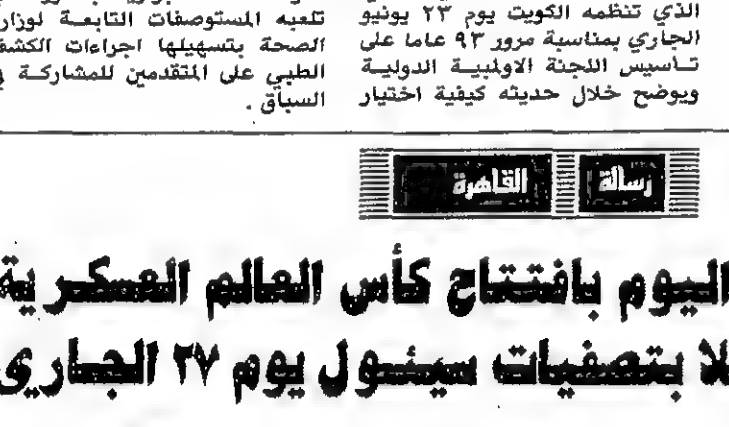 الذي تنظمه الكويت يوم ٢٣ يونيو
الجاري بمناسبة مرور ٩٣ عاما على
تأسيس اللجنة الاولمبية الدولية
ويوضح خلال حديثه كيفية اختيار
تلعبه المستوصفات التابعة لوزار
الصحة بتسهيلها اجراءات الكشف
الطبي على المتقدمين للمشاركة في
السباق .
رسالة القاهرة
اليوم بافتتاح كأس العالم العسكرية
لا بتصفيات سيئول يوم ٢٧ الجاري